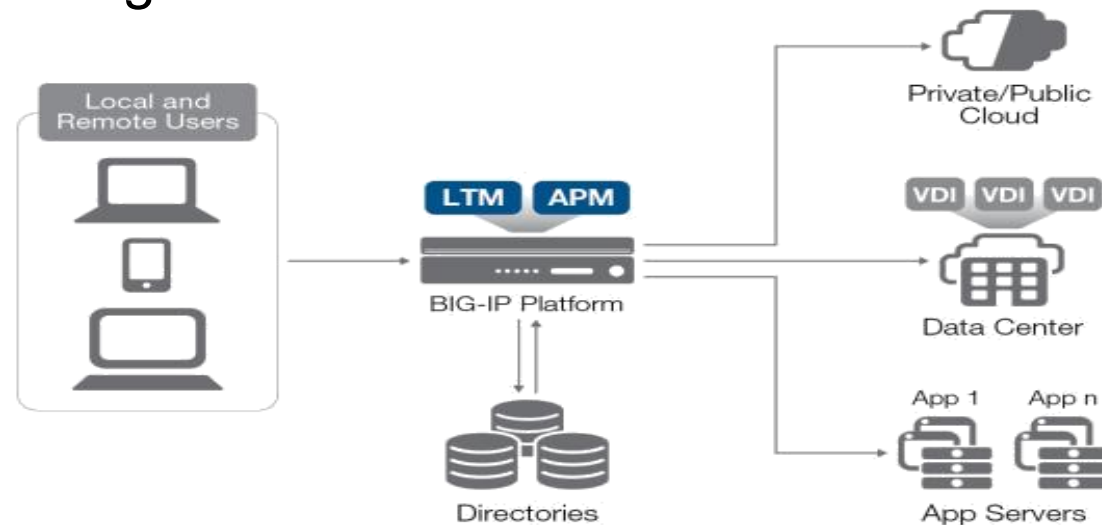 Local and
Remote Users
LTM
APM
BIG-IP Platform
Directories
Private/Public
Cloud
VDI
VDI
VDI
Data Center
App 1
App n
App Servers